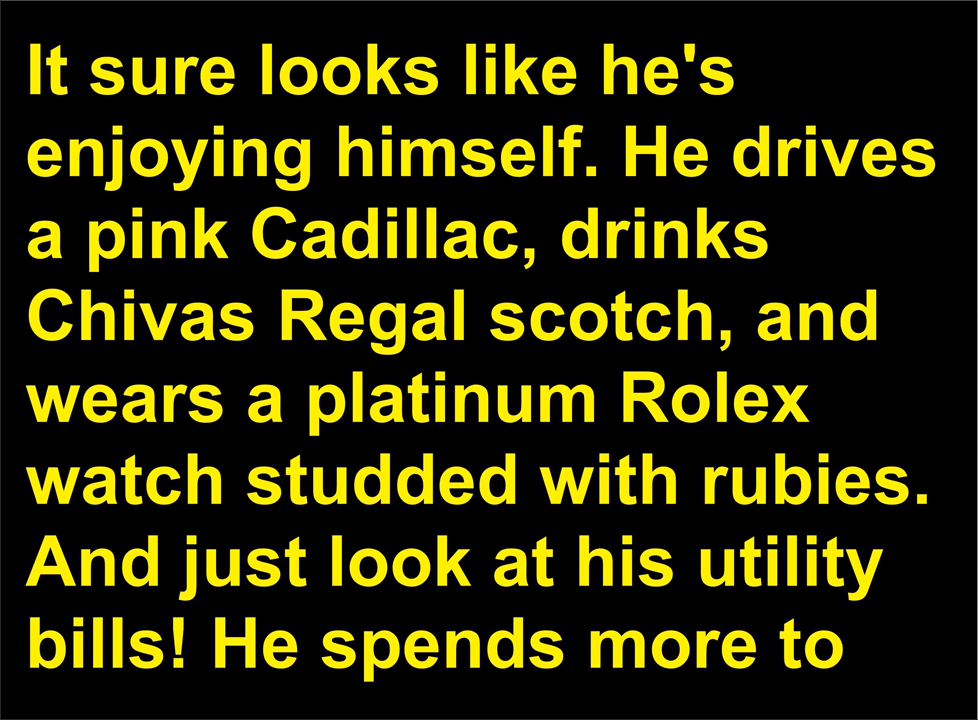 It sure looks like he's
enjoying himself. He drives
a pink Cadillac, drinks
Chivas Regal scotch, and
wears a platinum Rolex
watch studded with rubies.
And just look at his utility
bills! He spends more to